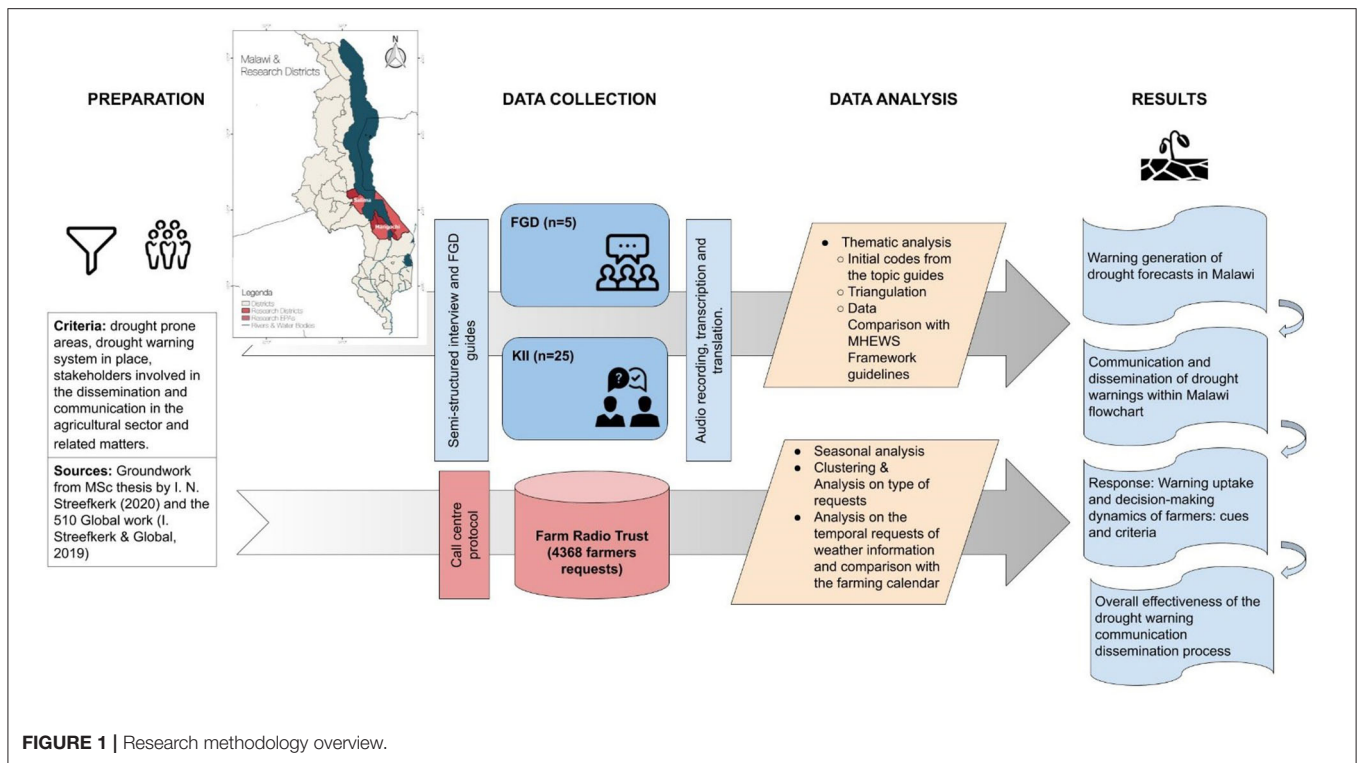 PREPARATION
DATA COLLECTION
DATA ANALYSIS
RESULTS
Malawi &
Research Districts
N
Salima
Mangochi
Legenda
Districts
Research Districts
Research EPAs
Rivers & Water Bodies
Criteria: drought prone
areas, drought warning
system in place,
stakeholders involved in
the dissemination and
communication in the
agricultural sector and
related matters.
Sources: Groundwork
from MSc thesis by I. N.
Streefkerk (2020) and the
510 Global work (I.
Streefkerk & Global,
2019)
Semi-structured interview and FGD
guides
FGD (n=5)
KII (n=25)
Audio recording, transcription and
translation.
Call centre
protocol
Farm Radio Trust
(4368 farmers
requests)
● Thematic analysis
○ Initial codes from
the topic guides
○ Triangulation
○ Data
Comparison with
MHEWS
Framework
guidelines
● Seasonal analysis
● Clustering &
Analysis on type of
requests
● Analysis on the
temporal requests of
weather information
and comparison with
the farming calendar
Warning generation of
drought forecasts in Malawi
Communication and
dissemination of drought
warnings within Malawi
flowchart
Response: Warning uptake
and decision-making
dynamics of farmers: cues
and criteria
Overall effectiveness of the
drought warning
communication
dissemination process
FIGURE 1 | Research methodology overview.